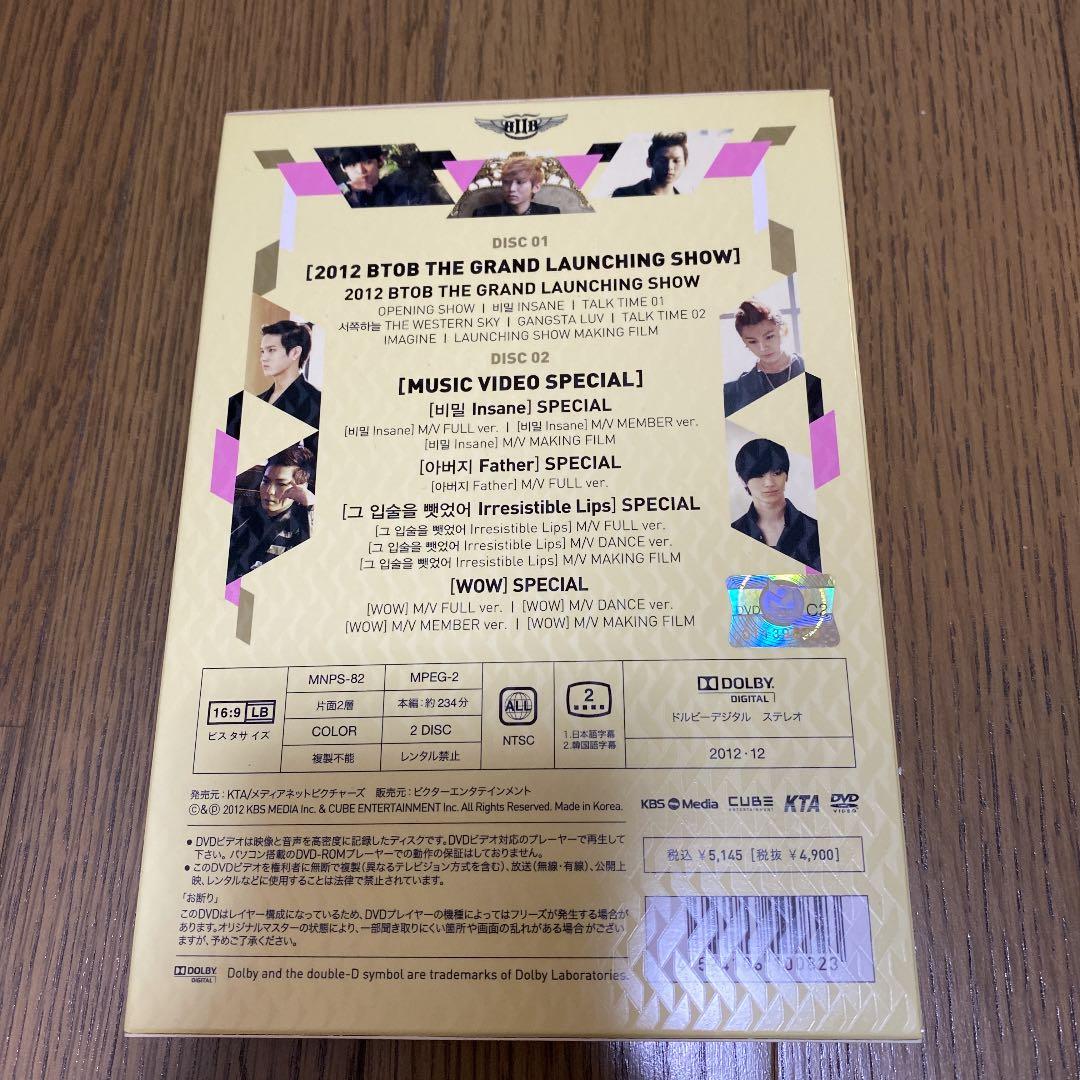 BTOB
DISC 01
[2012 BTOB THE GRAND LAUNCHING SHOW]
2012 BTOB THE GRAND LAUNCHING SHOW
OPENING SHOW | 비밀 INSANE | TALK TIME 01
서쪽하늘 THE WESTERN SKY | GANGSTA LUV | TALK TIME 02
IMAGINE | LAUNCHING SHOW MAKING FILM
DISC 02
[MUSIC VIDEO SPECIAL]
[비밀 Insane] SPECIAL
[비밀 Insane] M/V FULL ver. | [비밀 Insane] M/V MEMBER ver.
[비밀 Insane] M/V MAKING FILM
[아버지 Father] SPECIAL
[아버지 Father] M/V FULL ver.
[그 입술을 뺏었어 Irresistible Lips] SPECIAL
[그 입술을 뺏었어 Irresistible Lips] M/V FULL ver.
[그 입술을 뺏었어 Irresistible Lips] M/V DANCE ver.
[그 입술을 뺏었어 Irresistible Lips] M/V MAKING FILM
[WOW] SPECIAL
[WOW] M/V FULL ver. | [WOW] M/V DANCE ver.
[WOW] M/V MEMBER ver. | [WOW] M/V MAKING FILM
DVD C2
16:9 LB
ビスタサイズ
MNPS-82 MPEG-2
片面2層 本編:約234分
COLOR 2 DISC
複製不能 レンタル禁止
ALL
NTSC
2
1.日本語字幕
2.韓国語字幕
DOLBY.
DIGITAL
ドルビーデジタル ステレオ
2012・12
発売元:KTA/メディアネットピクチャーズ 販売元:ビクターエンタテインメント
©&℗ 2012 KBS MEDIA Inc. & CUBE ENTERTAINMENT Inc. All Rights Reserved. Made in Korea.
KBS Media CUBE ENTERTAINMENT KTA DVD VIDEO
● DVDビデオは映像と音声を高密度に記録したディスクです。DVDビデオ対応のプレーヤーで再生して
下さい。パソコン搭載のDVD-ROMプレーヤーでの動作の保証はしておりません。
● このDVDビデオを権利者に無断で複製(異なるテレビジョン方式を含む)、放送(無線・有線)、公開上
映、レンタルなどに使用することは法律で禁止されています。
「お断り」
このDVDはレイヤー構成になっているため、DVDプレイヤーの機種によってはフリーズが発生する場合が
あります。オリジナルマスターの状態により、一部聞き取りにくい箇所や画面の乱れがある場合がござい
ますが、予めご了承ください。
税込 ¥5,145 [税抜 ¥4,900]
DOLBY.
DIGITAL
Dolby and the double-D symbol are trademarks of Dolby Laboratories.